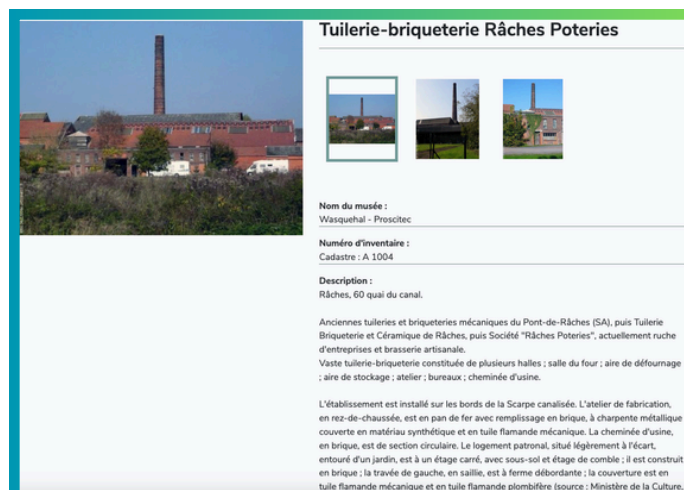 Tuilerie-briqueterie Râches Poteries
Nom du musée :
Wasquehal - Proscitec
Numéro d'inventaire :
Cadastre : A 1004
Description :
Râches, 60 quai du canal.
Anciennes tuileries et briqueteries mécaniques du Pont-de-Râches (SA), puis Tuilerie
Briqueterie et Céramique de Râches, puis Société "Râches Poteries", actuellement ruche
d'entreprises et brasserie artisanale.
Vaste tuilerie-briqueterie constituée de plusieurs halles ; salle du four ; aire de défournage
; aire de stockage ; atelier ; bureaux ; cheminée d'usine.
L'établissement est installé sur les bords de la Scarpe canalisée. L'atelier de fabrication,
en rez-de-chaussée, est en pan de fer avec remplissage en brique, à charpente métallique
couverte en matériau synthétique et en tuile flamande mécanique. La cheminée d'usine,
en brique, est de section circulaire. Le logement patronal, situé légèrement à l'écart,
entouré d'un jardin, est à un étage carré, avec sous-sol et étage de comble ; il est construit
en brique ; la travée de gauche, en saillie, est à ferme débordante ; la couverture est en
tuile flamande mécanique et en tuile flamande plombifère (source : Ministère de la Culture,